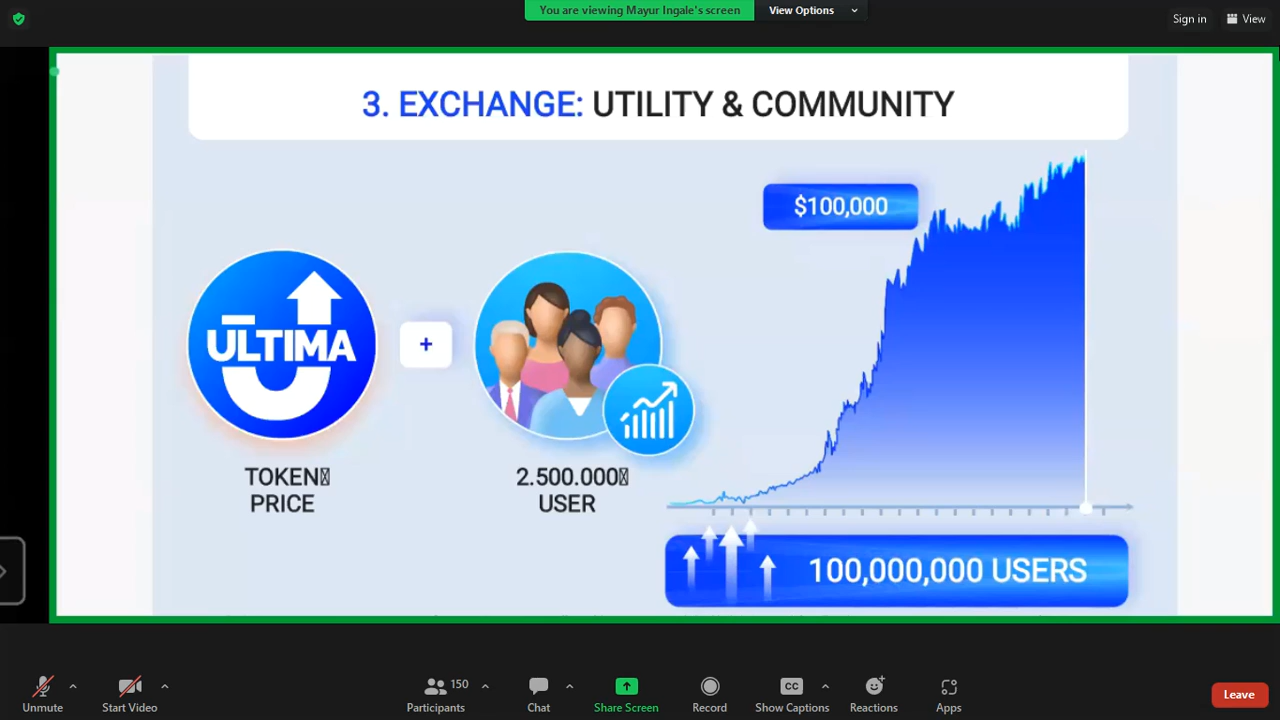 You are viewing Mayur Ingale's screen
View Options
Sign in
View
3. EXCHANGE: UTILITY & COMMUNITY
$100,000
ULTIMA
+
TOKEN
PRICE
2.500.000
USER
100,000,000 USERS
Unmute
Start Video
150
Participants
Chat
Share Screen
Record
CC
Show Captions
Reactions
Apps
Leave